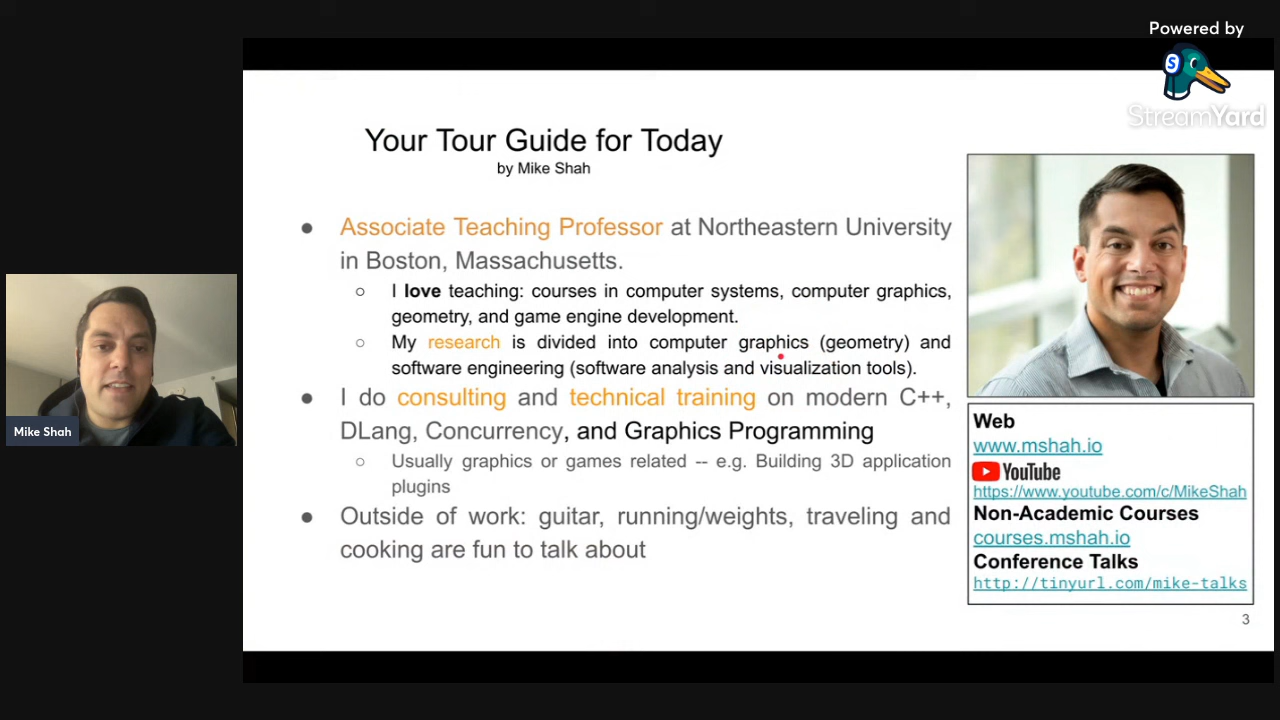 Powered by
S
StreamYard
Your Tour Guide for Today
by Mike Shah
● Associate Teaching Professor at Northeastern University
in Boston, Massachusetts.
○ I love teaching: courses in computer systems, computer graphics,
geometry, and game engine development.
○ My research is divided into computer graphics (geometry) and
software engineering (software analysis and visualization tools).
● I do consulting and technical training on modern C++,
DLang, Concurrency, and Graphics Programming
○ Usually graphics or games related -- e.g. Building 3D application
plugins
● Outside of work: guitar, running/weights, traveling and
cooking are fun to talk about
Web
www.mshah.io
YouTube
https://www.youtube.com/c/MikeShah
Non-Academic Courses
courses.mshah.io
Conference Talks
http://tinyurl.com/mike-talks
3
Mike Shah